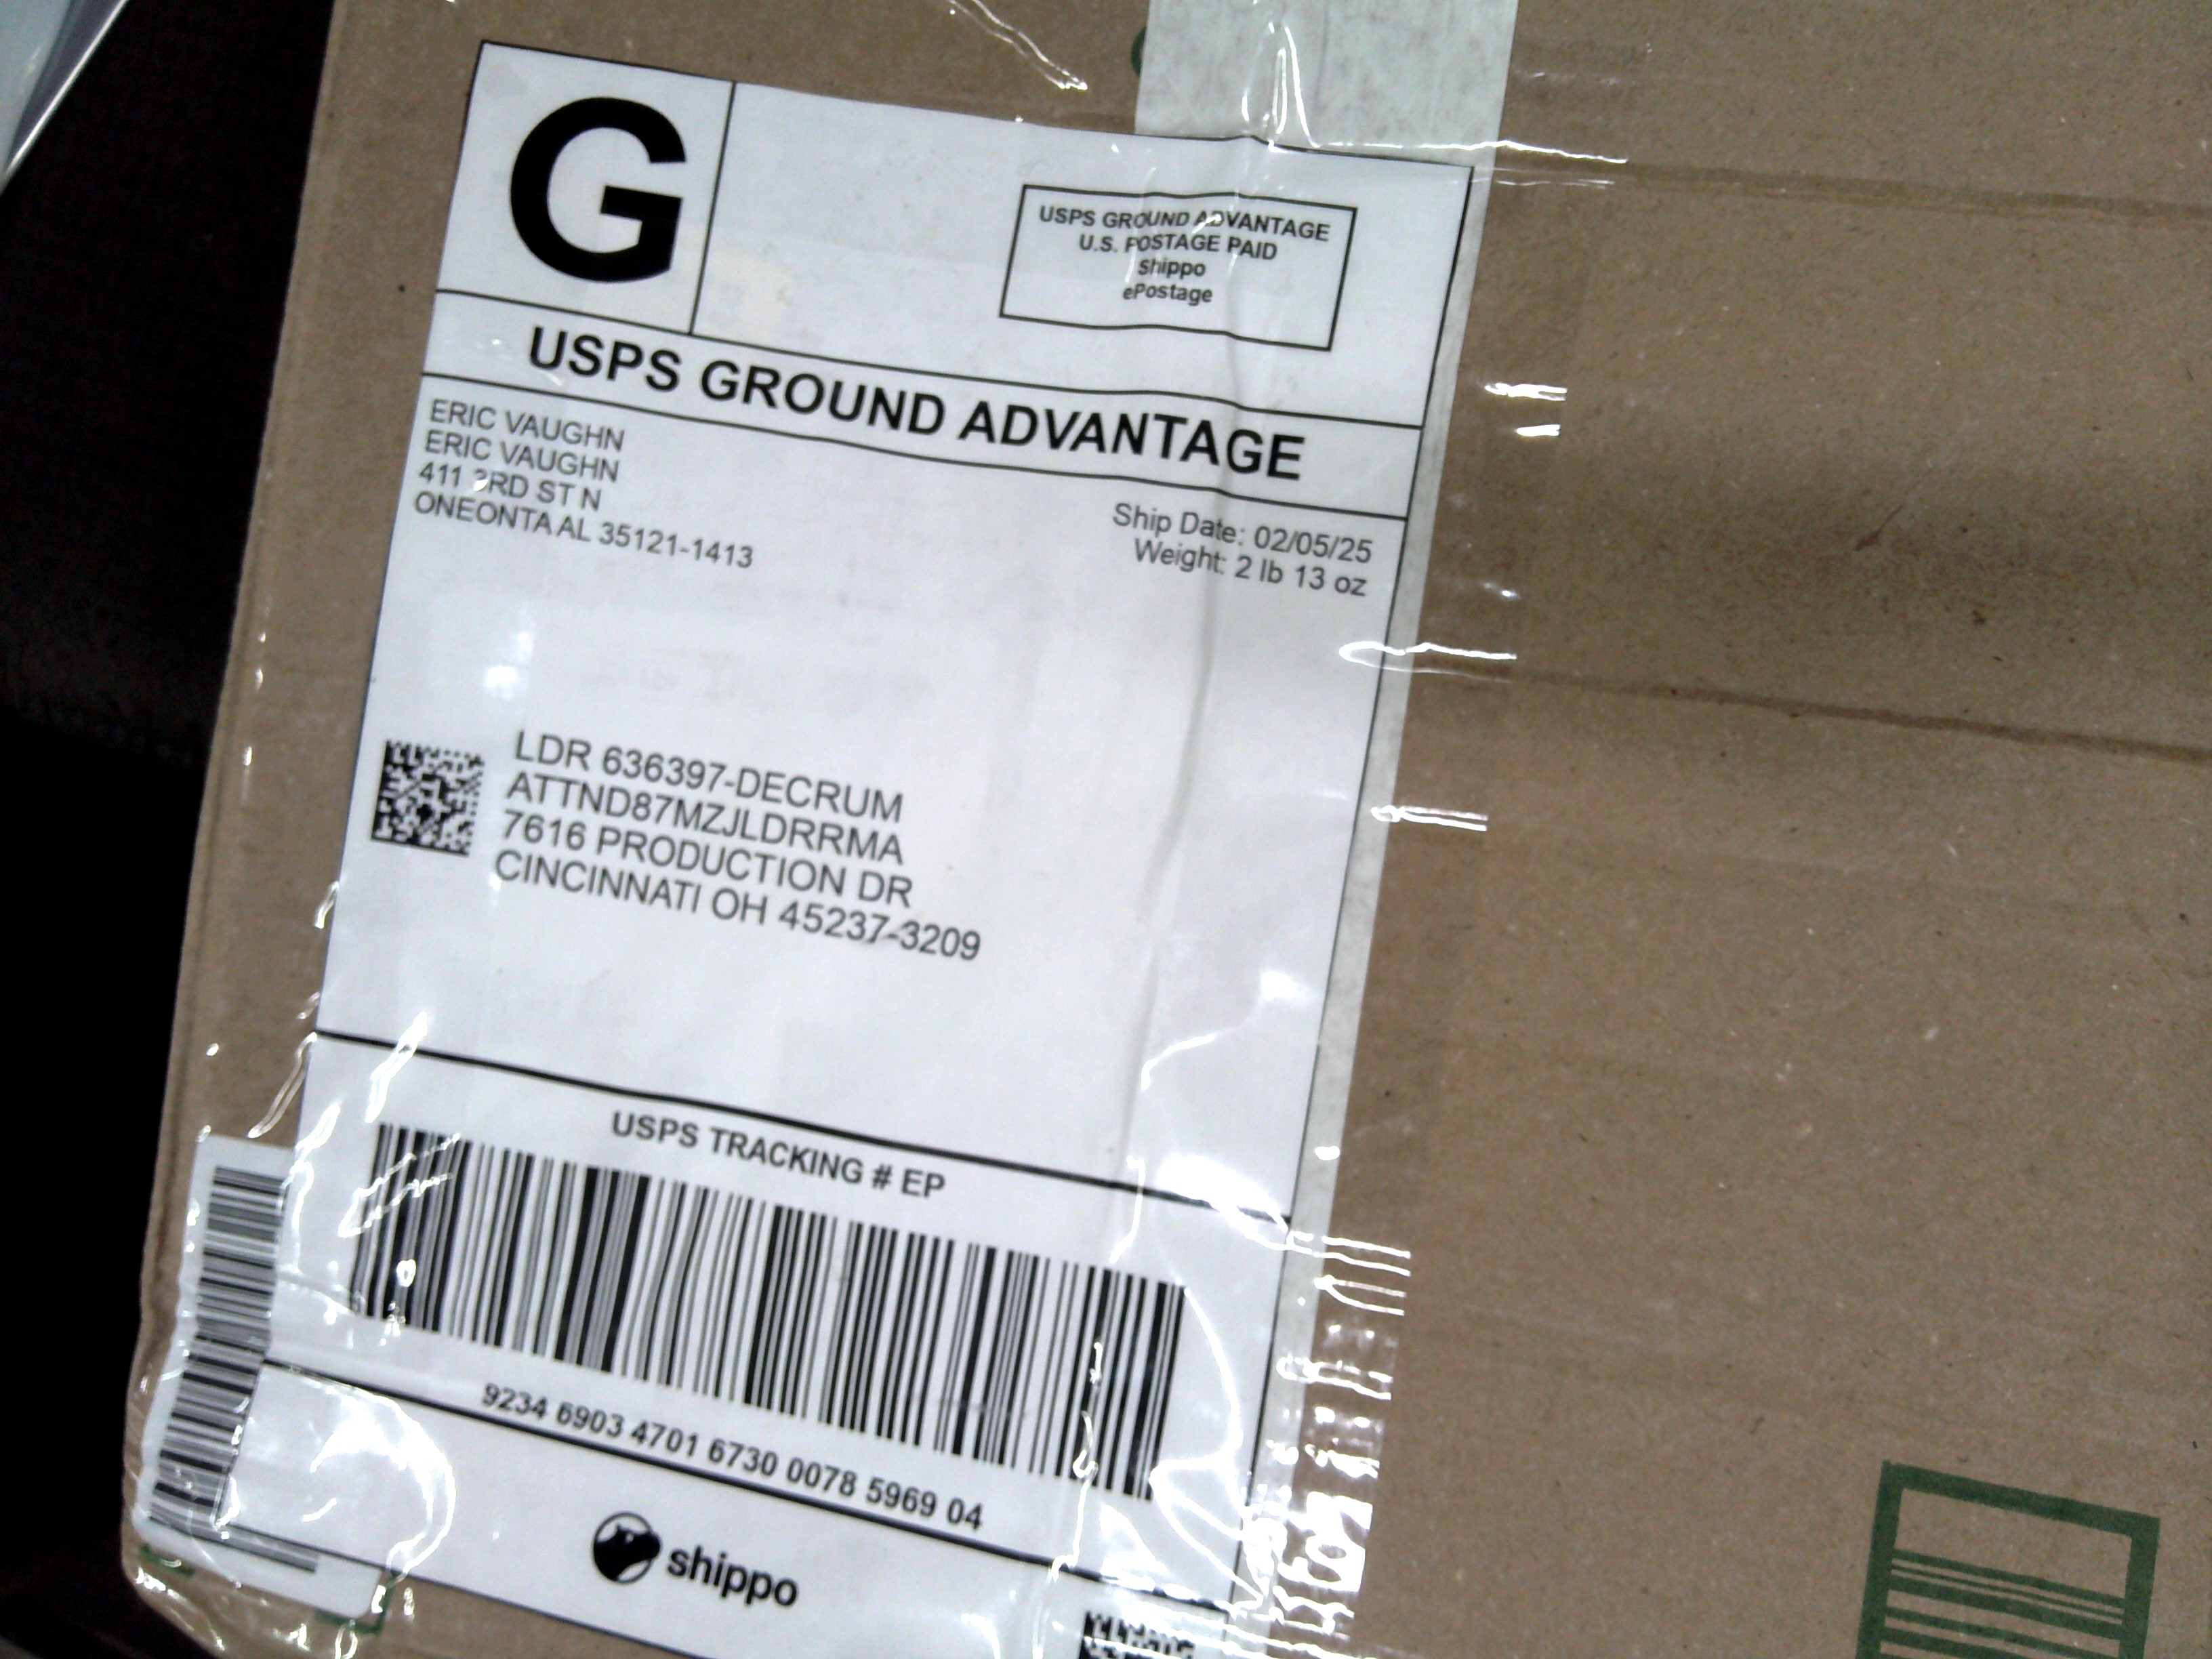 G
USPS GROUND ADVANTAGE
U.S. POSTAGE PAID
Shippo
ePostage
USPS GROUND ADVANTAGE
ERIC VAUGHN
ERIC VAUGHN
411 3RD ST N
ONEONTA AL 35121-1413
Ship Date: 02/05/25
Weight: 2 lb 13 oz
LDR 636397-DECRUM
ATTND87MZJLDRRMA
7616 PRODUCTION DR
CINCINNATI OH 45237-3209
USPS TRACKING # EP
9234 6903 4701 6730 0078 5969 04
shippo